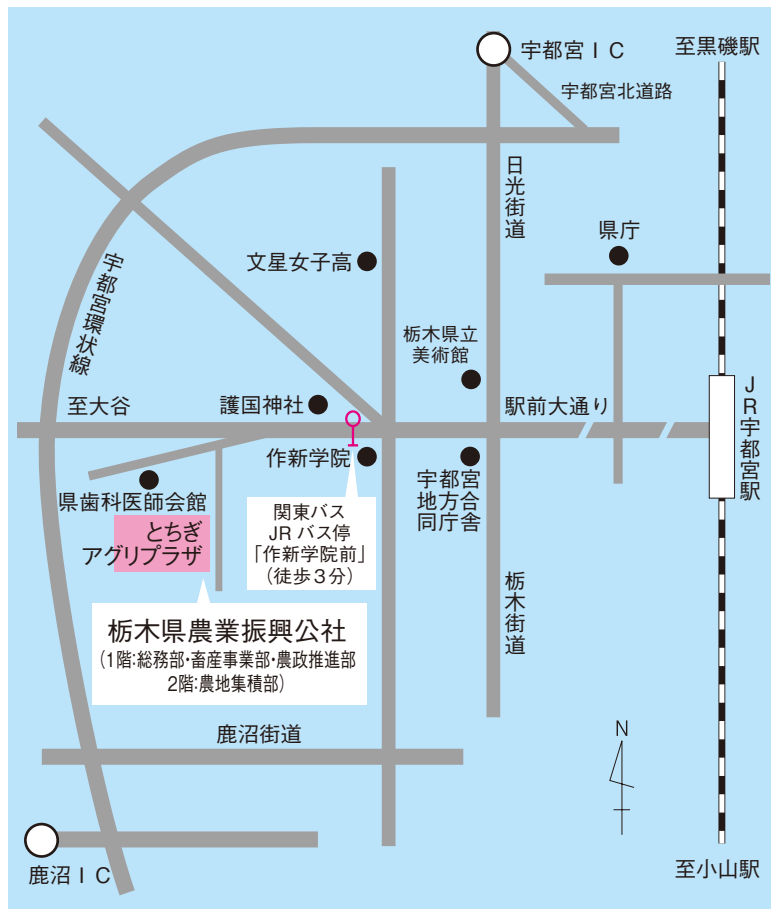 宇都宮ＩＣ
至黒磯駅
宇都宮北道路
日光街道
県庁
文星女子高
宇都宮環状線
栃木県立
美術館
JR宇都宮駅
至大谷
護国神社
駅前大通り
作新学院
宇都宮
地方合
同庁舎
県歯科医師会館
関東バス
JRバス停
「作新学院前」
(徒歩3分)
とちぎ
アグリプラザ
栃木街道
栃木県農業振興公社
(1階:総務部・畜産事業部・農政推進部
2階:農地集積部)
鹿沼街道
N
鹿沼ＩＣ
至小山駅